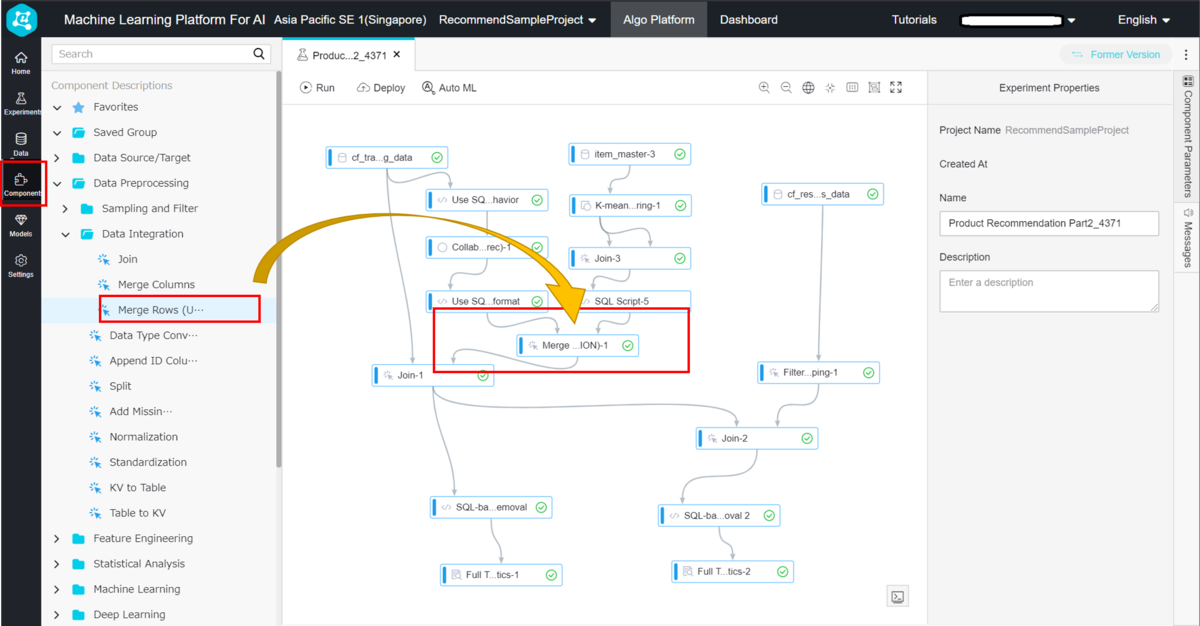 Machine Learning Platform For AI
Asia Pacific SE 1(Singapore)
RecommendSampleProject
Algo Platform
Dashboard
Tutorials
English
Home
Experiments
Data
Components
Models
Settings
Search
Component Descriptions
Favorites
Saved Group
Data Source/Target
Data Preprocessing
Sampling and Filter
Data Integration
Join
Merge Columns
Merge Rows (U···
Data Type Conv···
Append ID Colu···
Split
Add Missin···
Normalization
Standardization
KV to Table
Table to KV
Feature Engineering
Statistical Analysis
Machine Learning
Deep Learning
Produc...2_4371
Former Version
Run
Deploy
Auto ML
cf_tra....g_data
item_master-3
Use SQ...havior
K-mean...ring-1
cf_res...s_data
Collab...rec)-1
Join-3
Use SQ...format
SQL Script-5
Merge ...ION)-1
Join-1
Filter...ping-1
Join-2
SQL-ba...emoval
SQL-ba...oval 2
Full T...tics-1
Full T...tics-2
Experiment Properties
Project Name RecommendSampleProject
Created At
Name
Product Recommendation Part2_4371
Description
Enter a description
Component Parameters
Messages